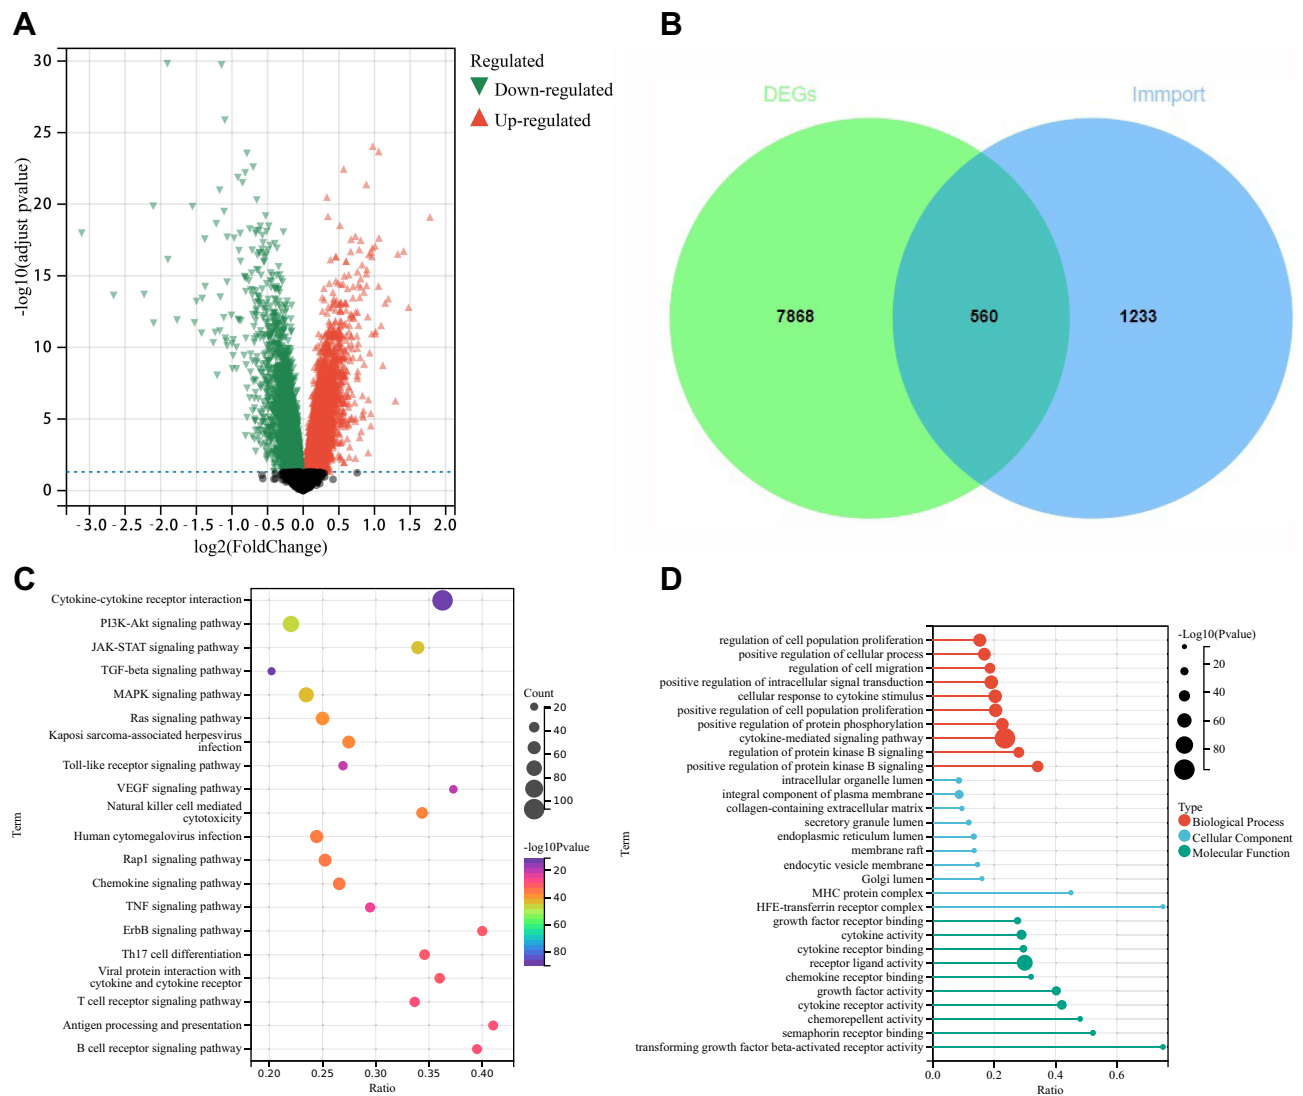 A
30
25
20
15
10
5
0
-log10(adjust pvalue)
-3.0 -2.5 -2.0 -1.5 -1.0 -0.5 0.0 0.5 1.0 1.5 2.0
log2(FoldChange)
Regulated
Down-regulated
Up-regulated
B
DEGs
Immport
7868
560
1233
C
Term
Cytokine-cytokine receptor interaction
PI3K-Akt signaling pathway
JAK-STAT signaling pathway
TGF-beta signaling pathway
MAPK signaling pathway
Ras signaling pathway
Kaposi sarcoma-associated herpesvirus
infection
Toll-like receptor signaling pathway
VEGF signaling pathway
Natural killer cell mediated
cytotoxicity
Human cytomegalovirus infection
Rap1 signaling pathway
Chemokine signaling pathway
TNF signaling pathway
ErbB signaling pathway
Th17 cell differentiation
Viral protein interaction with
cytokine and cytokine receptor
T cell receptor signaling pathway
Antigen processing and presentation
B cell receptor signaling pathway
0.20 0.25 0.30 0.35 0.40
Ratio
Count
20
40
60
80
100
-log10Pvalue
20
40
60
80
D
Term
regulation of cell population proliferation
positive regulation of cellular process
regulation of cell migration
positive regulation of intracellular signal transduction
cellular response to cytokine stimulus
positive regulation of cell population proliferation
positive regulation of protein phosphorylation
cytokine-mediated signaling pathway
regulation of protein kinase B signaling
positive regulation of protein kinase B signaling
intracellular organelle lumen
integral component of plasma membrane
collagen-containing extracellular matrix
secretory granule lumen
endoplasmic reticulum lumen
membrane raft
endocytic vesicle membrane
Golgi lumen
MHC protein complex
HFE-transferrin receptor complex
growth factor receptor binding
cytokine activity
cytokine receptor binding
receptor ligand activity
chemokine receptor binding
growth factor activity
cytokine receptor activity
chemorepellent activity
semaphorin receptor binding
transforming growth factor beta-activated receptor activity
0.0 0.2 0.4 0.6
Ratio
-Log10(Pvalue)
20
40
60
80
Type
Biological Process
Cellular Component
Molecular Function